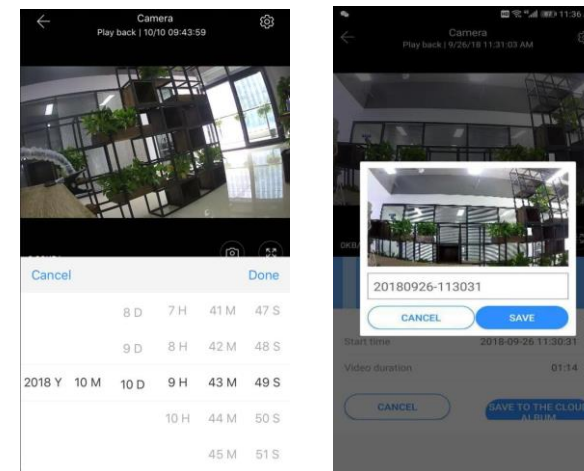 Camera
Play back | 10/10 09:43:59
Cancel
Done
8 D 7 H 41 M 47 S
9 D 8 H 42 M 48 S
2018 Y 10 M 10 D 9 H 43 M 49 S
10 H 44 M 50 S
45 M 51 S
11:36
Camera
Play back | 9/26/18 11:31:03 AM
0KB/
20180926-113031
CANCEL
SAVE
Start time 2018-09-26 11:30:31
Video duration 01:14
CANCEL
SAVE TO THE CLOUD
ALBUM